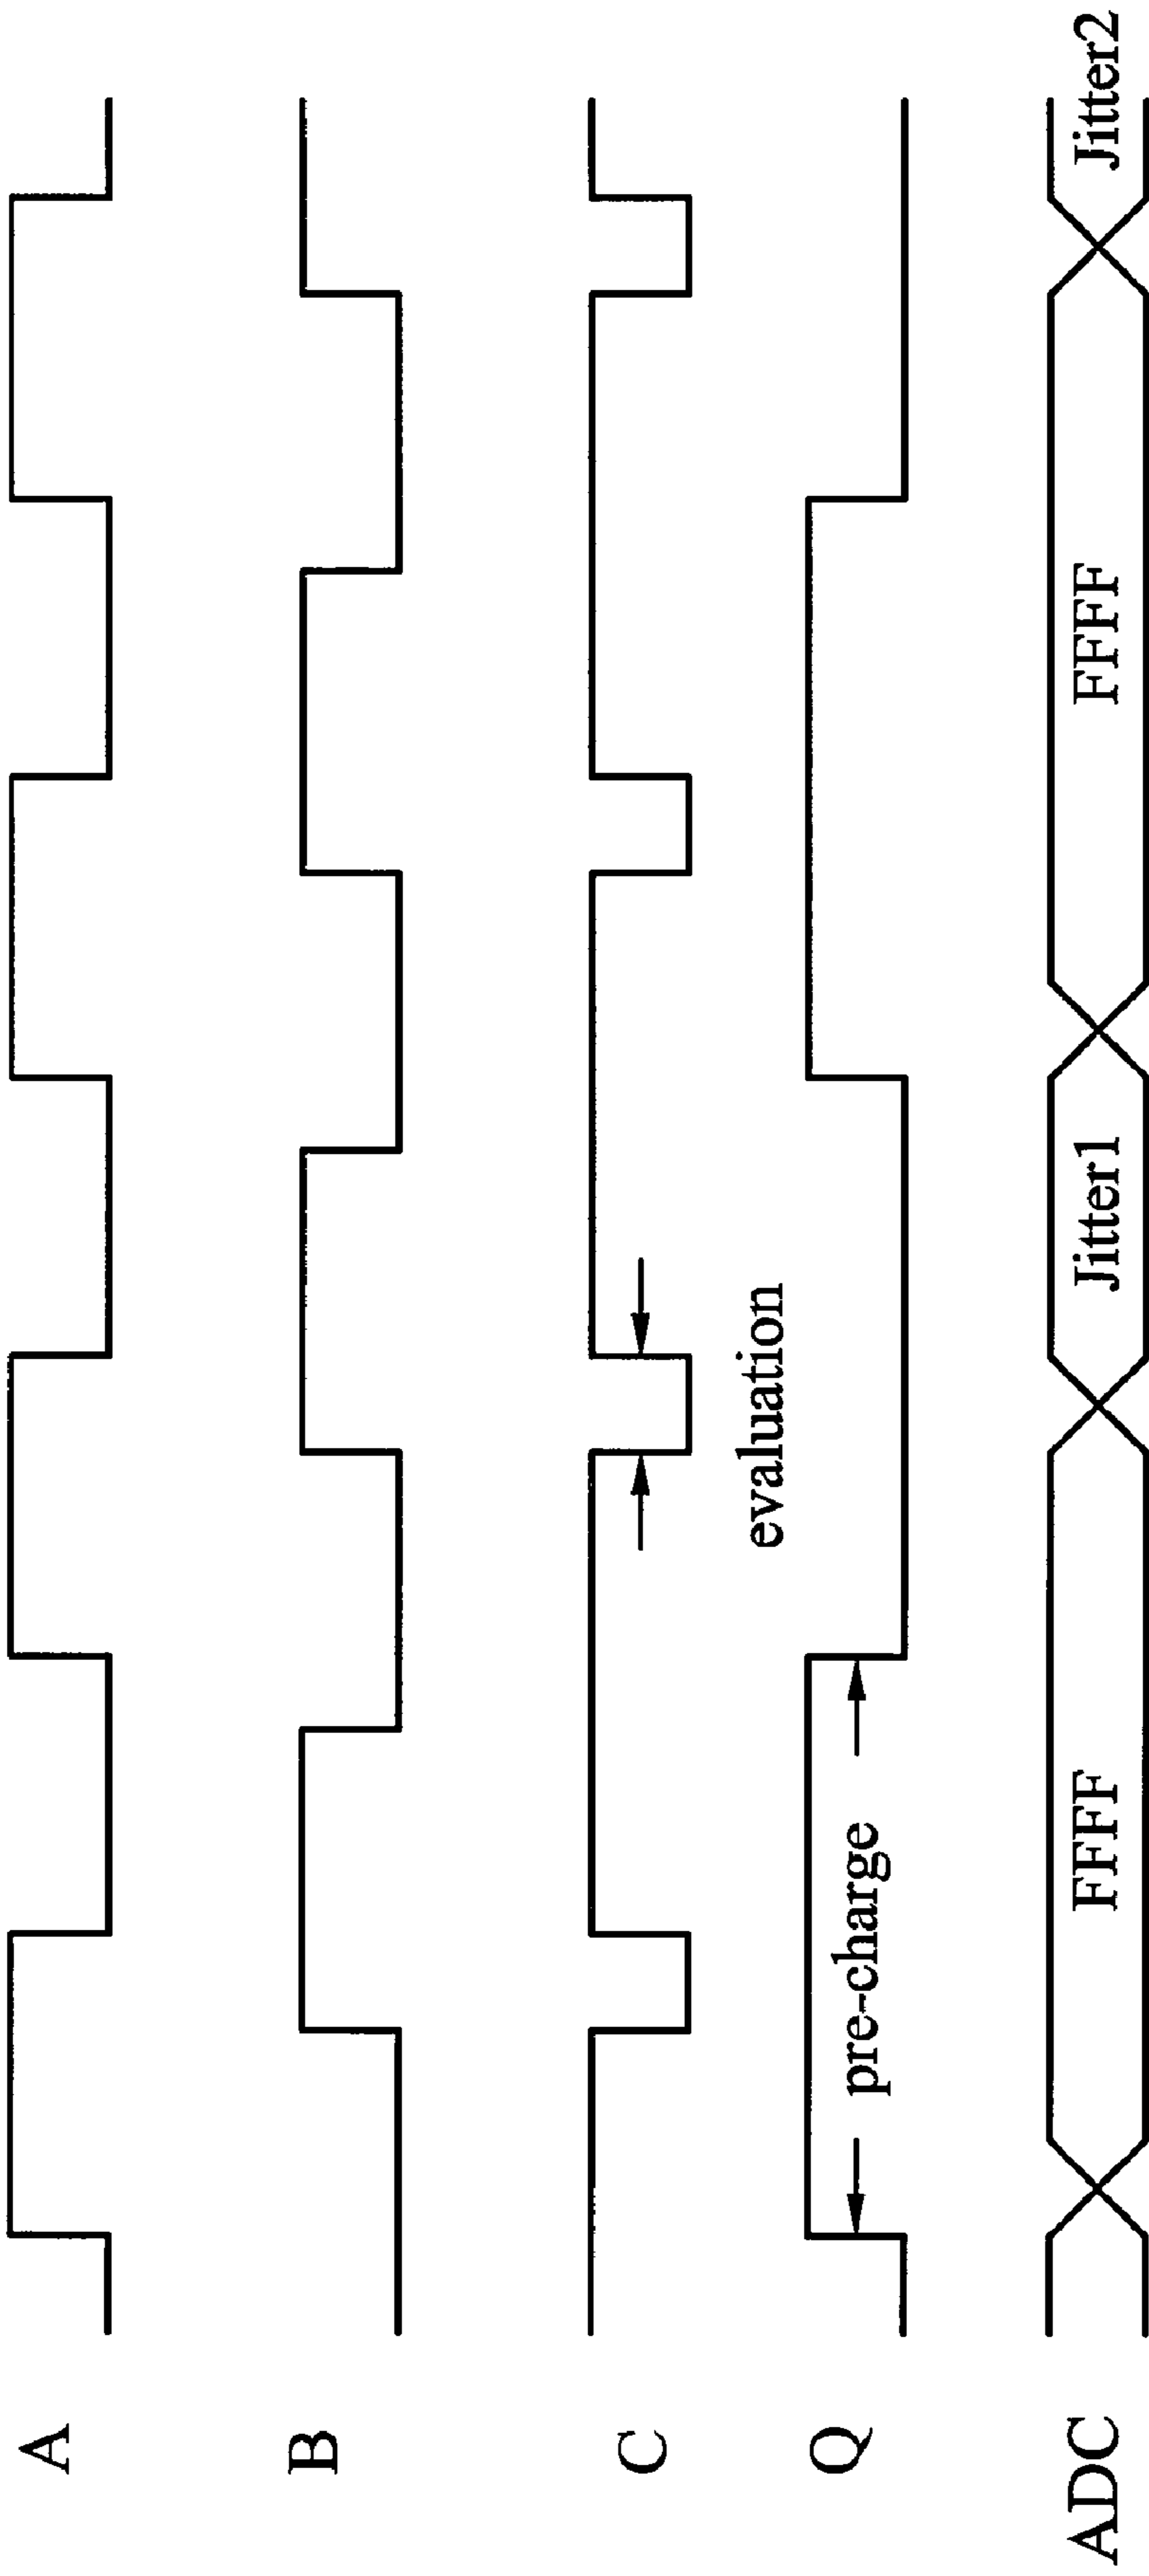 A
B
C
evaluation
Q
pre-charge
ADC
FFFF
Jitter1
FFFF
Jitter2